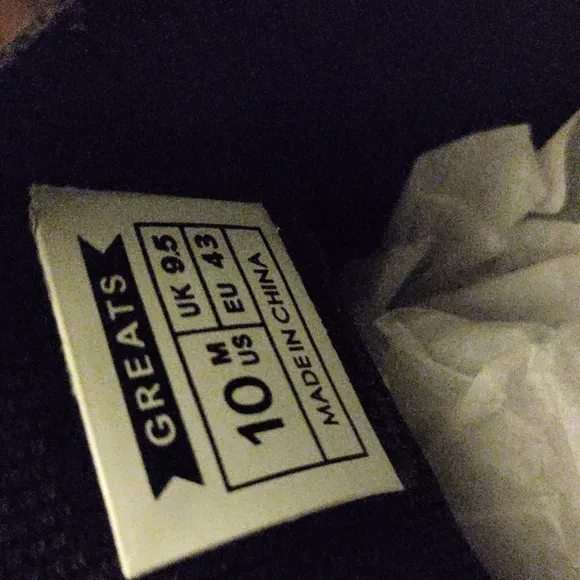 GREATS
10 M US
UK 9.5
EU 43
MADE IN CHINA